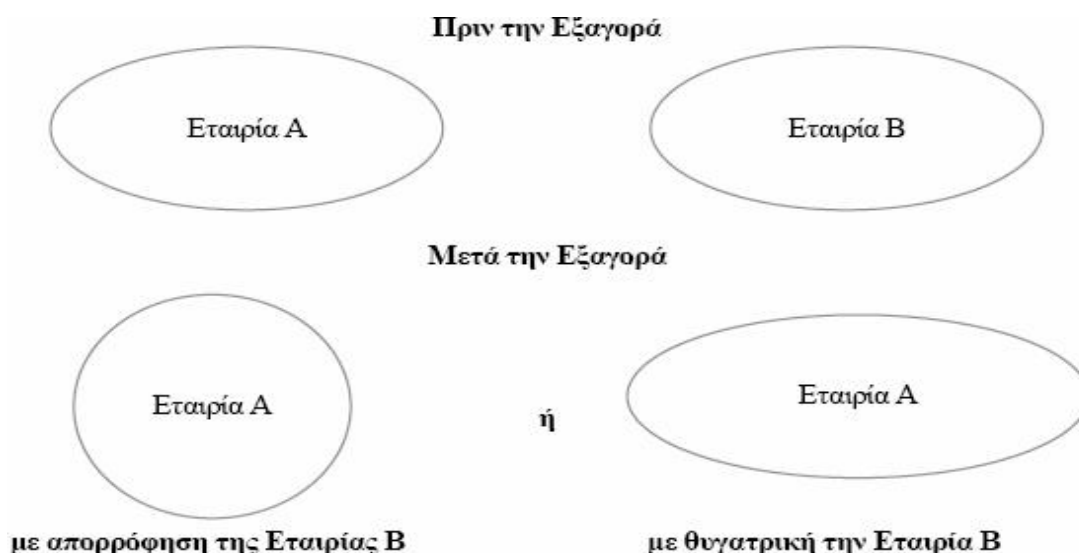 Πριν την Εξαγορά
Εταιρία Α
Εταιρία Β
Μετά την Εξαγορά
Εταιρία Α
ή
Εταιρία Α
με απορρόφηση της Εταιρίας Β
με θυγατρική την Εταιρία Β